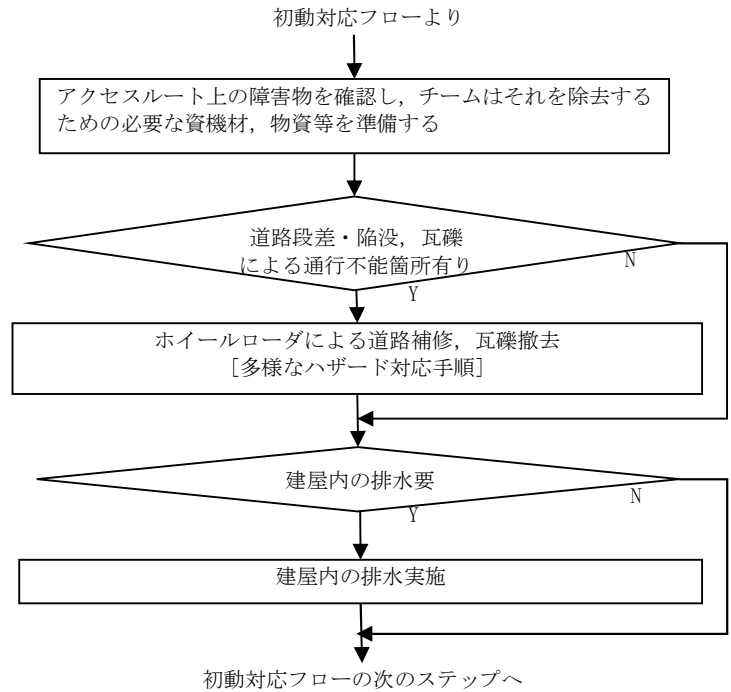 初動対応フローより
アクセスルート上の障害物を確認し，チームはそれを除去する
ための必要な資機材，物資等を準備する
道路段差・陥没，瓦礫
による通行不能箇所有り
N
Y
ホイールローダによる道路補修，瓦礫撤去
［多様なハザード対応手順］
建屋内の排水要
N
Y
建屋内の排水実施
初動対応フローの次のステップへ